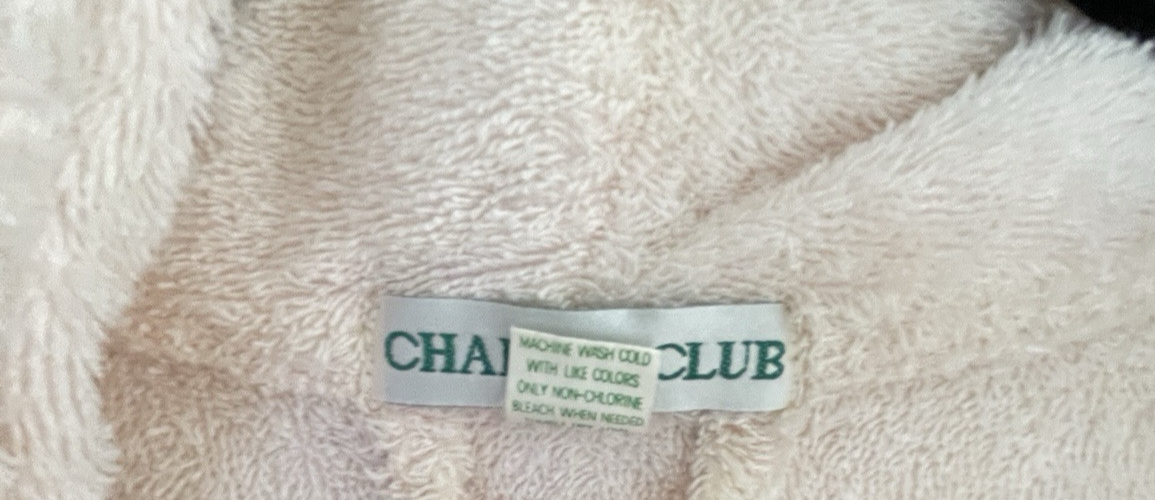 CHA CLUB
MACHINE WASH COLD
WITH LIKE COLORS
ONLY NON-CHLORINE
BLEACH WHEN NEEDED